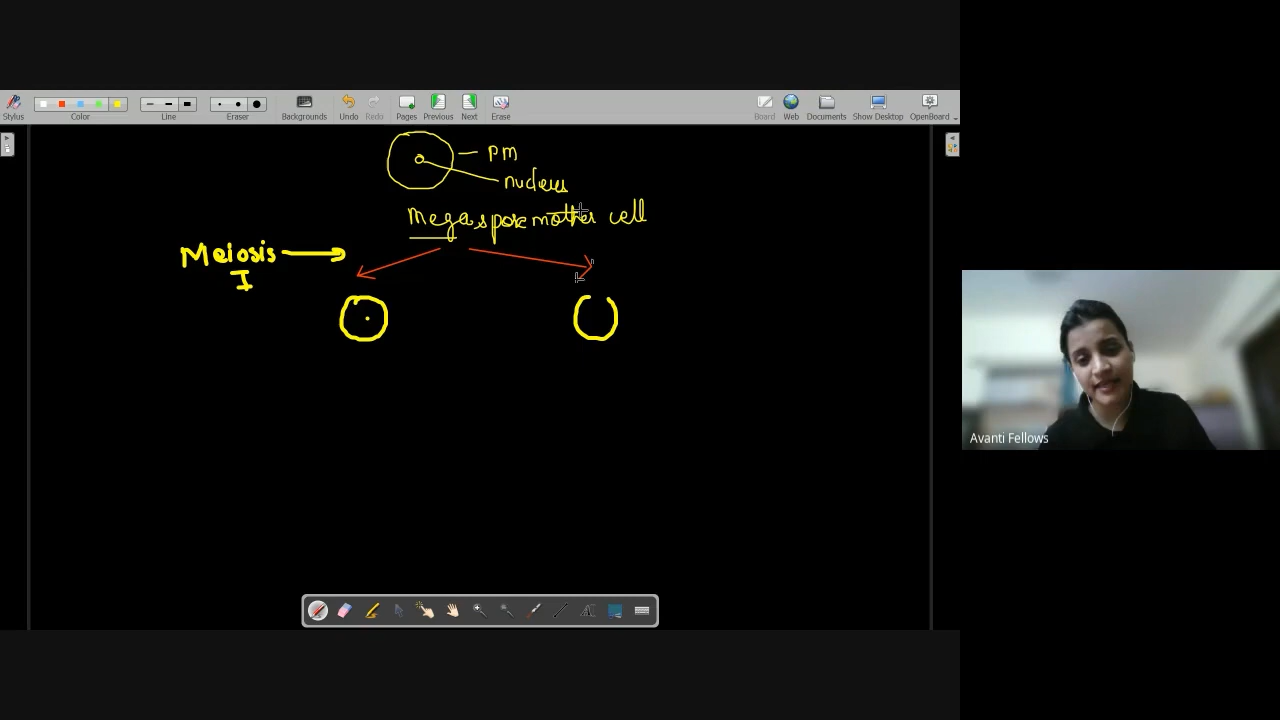 Stylus
Color
Line
Eraser
Backgrounds
Undo
Redo
Pages
Previous
Next
Erase
Board
Web
Documents
Show Desktop
OpenBoard
pm
nucleus
Megaspore mother cell
Meiosis
I
Avanti Fellows